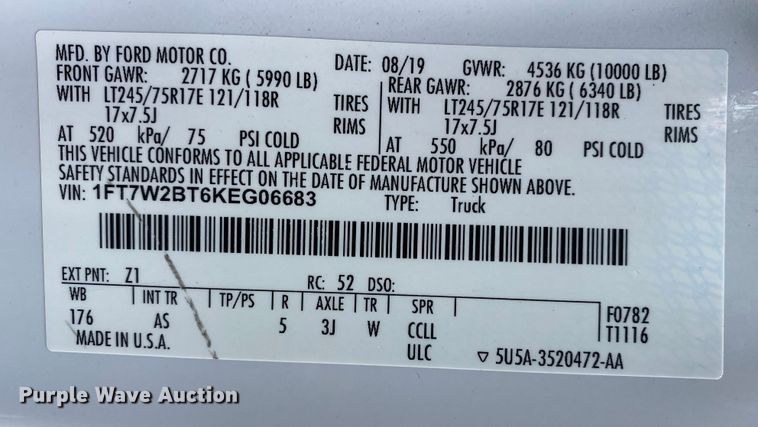 MFD. BY FORD MOTOR CO. DATE: 08/19 GVWR: 4536 KG (10000 LB)
FRONT GAWR: 2717 KG ( 5990 LB) REAR GAWR: 2876 KG ( 6340 LB)
WITH LT245/75R17E 121/118R TIRES WITH LT245/75R17E 121/118R TIRES
17x7.5J RIMS 17x7.5J RIMS
AT 520 kPa/ 75 PSI COLD AT 550 kPa/ 80 PSI COLD
THIS VEHICLE CONFORMS TO ALL APPLICABLE FEDERAL MOTOR VEHICLE
SAFETY STANDARDS IN EFFECT ON THE DATE OF MANUFACTURE SHOWN ABOVE.
VIN: 1FT7W2BT6KEG06683 TYPE: Truck
EXT PNT: Z1 RC: 52 DSO:
WB INT TR TP/PS R AXLE TR SPR F0782
176 AS 5 3J W CCLL T1116
MADE IN U.S.A. ULC ▽ 5U5A-3520472-AA
Purple Wave Auction